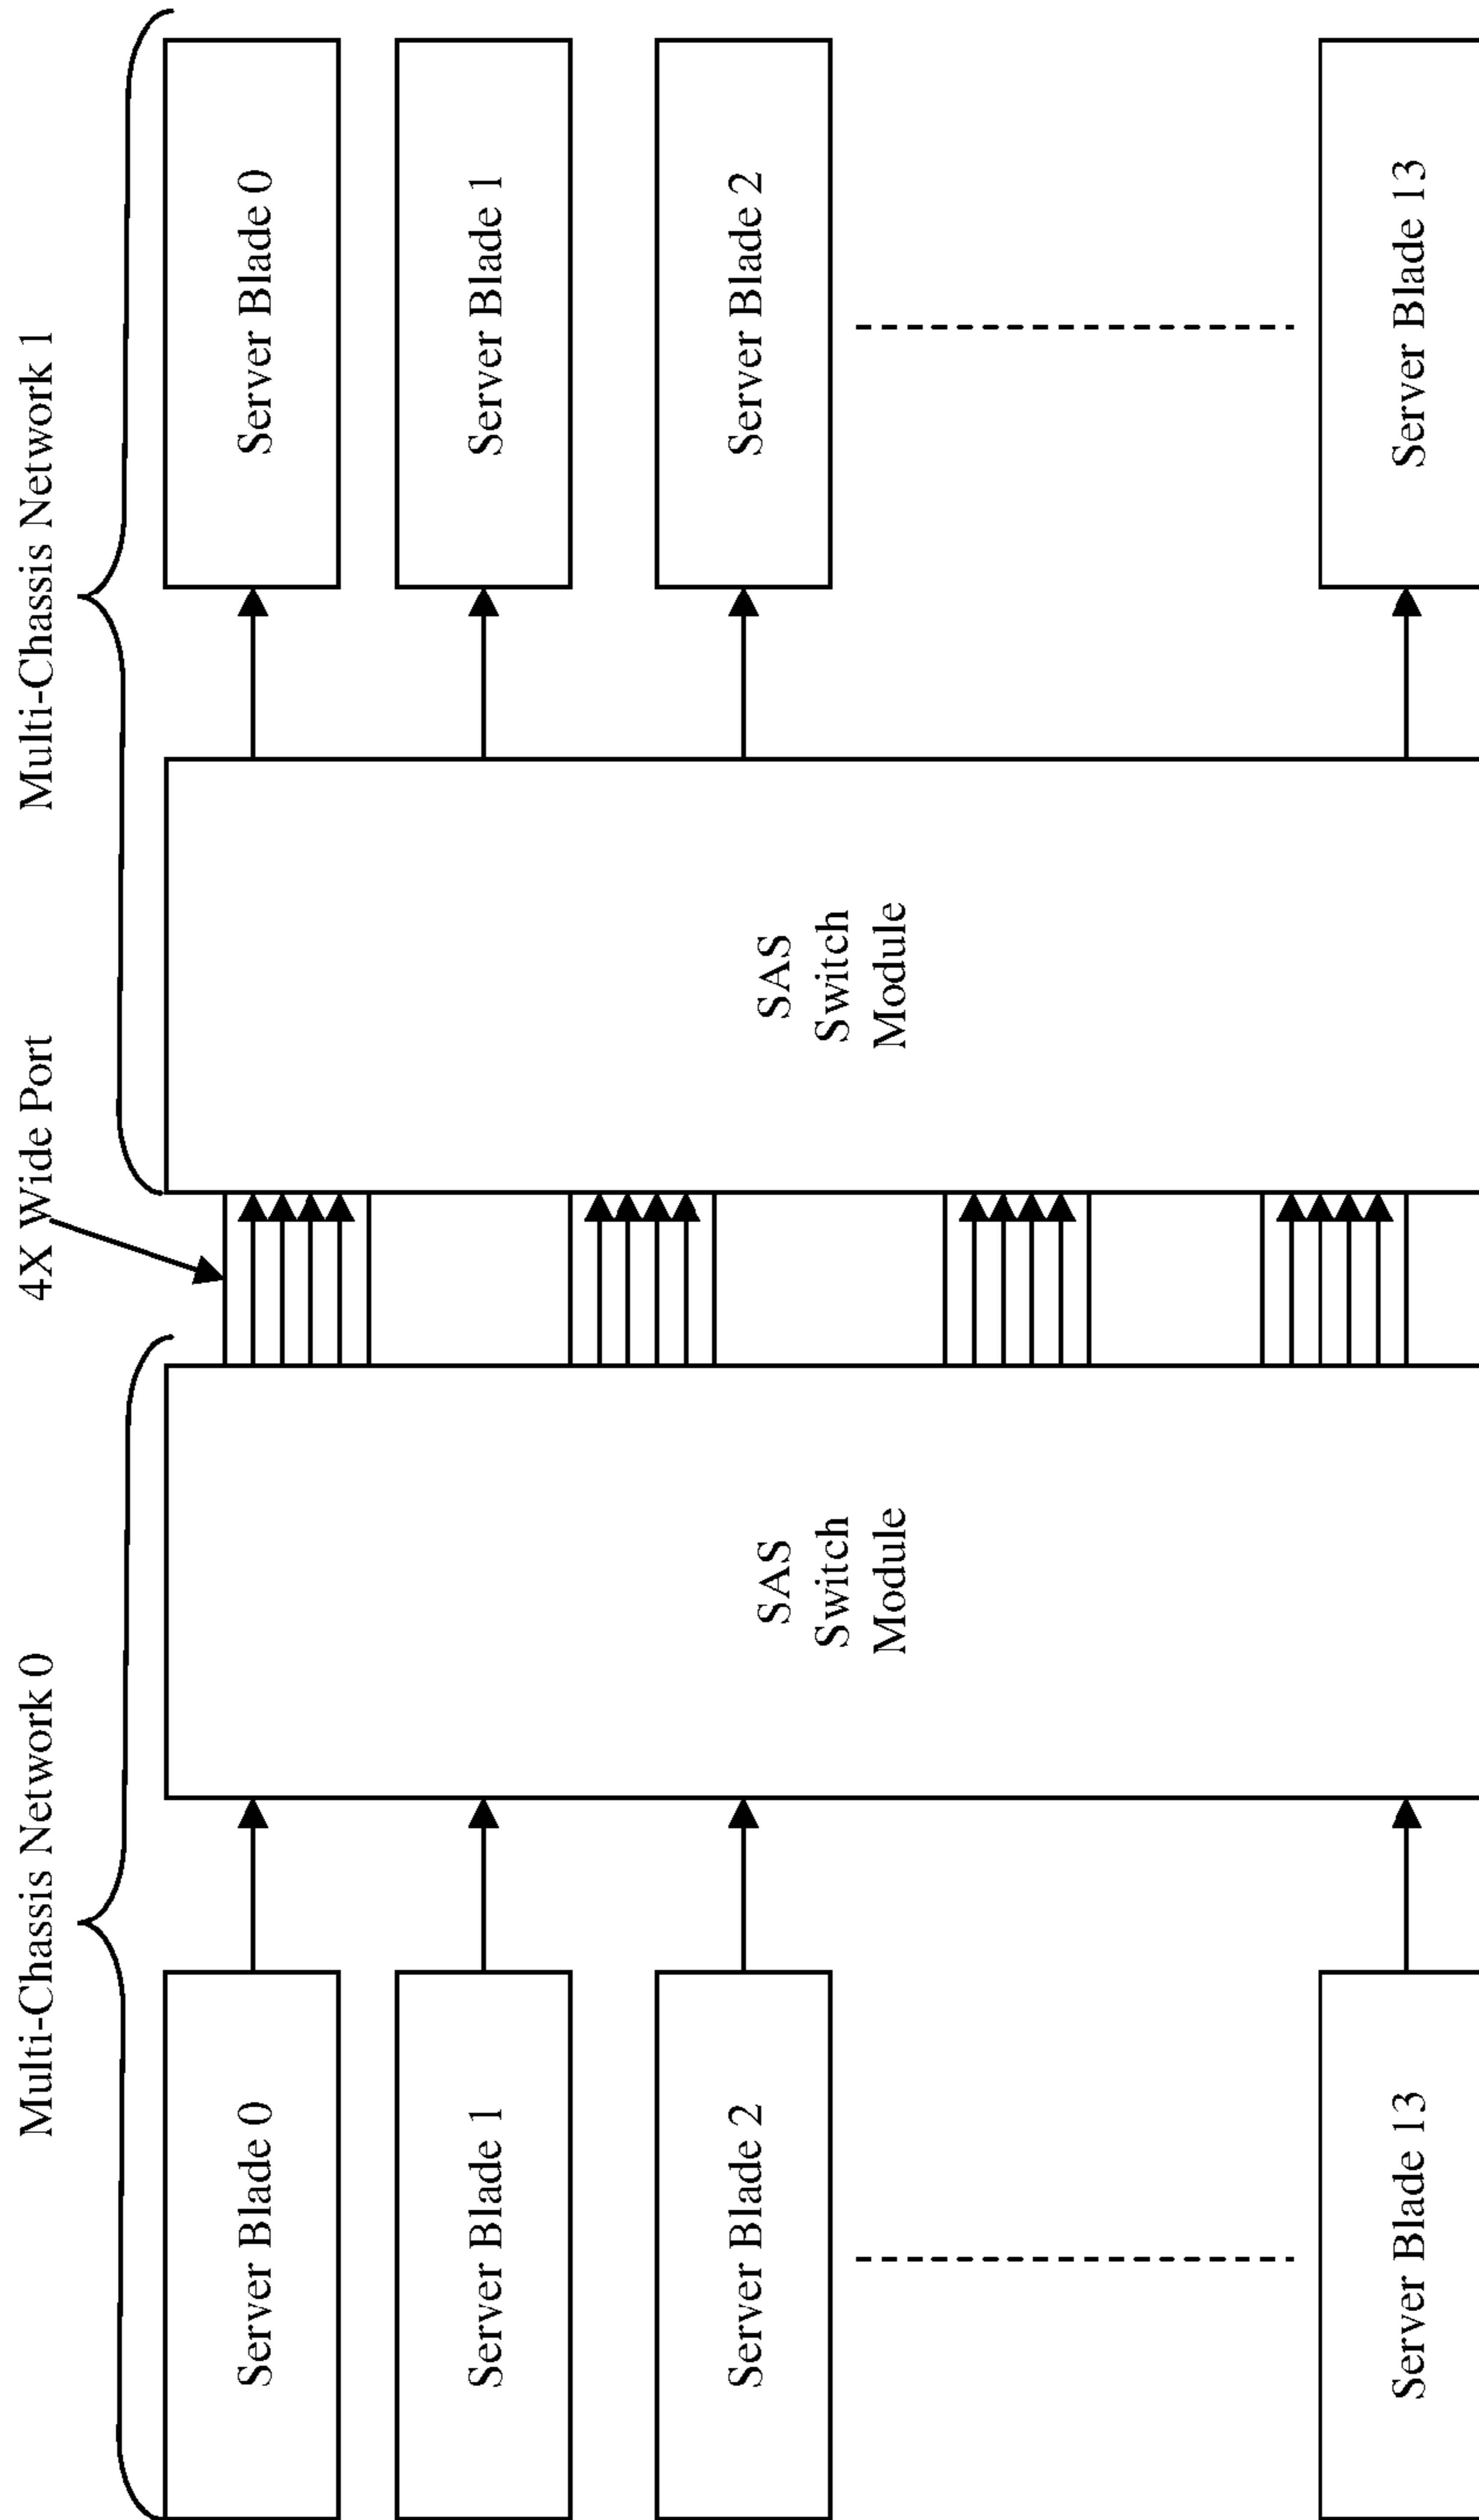 Multi-Chassis Network 0
4X Wide Port
Multi-Chassis Network 1
Server Blade 0
Server Blade 0
Server Blade 1
Server Blade 1
Server Blade 2
SAS
Switch
Module
SAS
Switch
Module
Server Blade 2
Server Blade 13
Server Blade 13